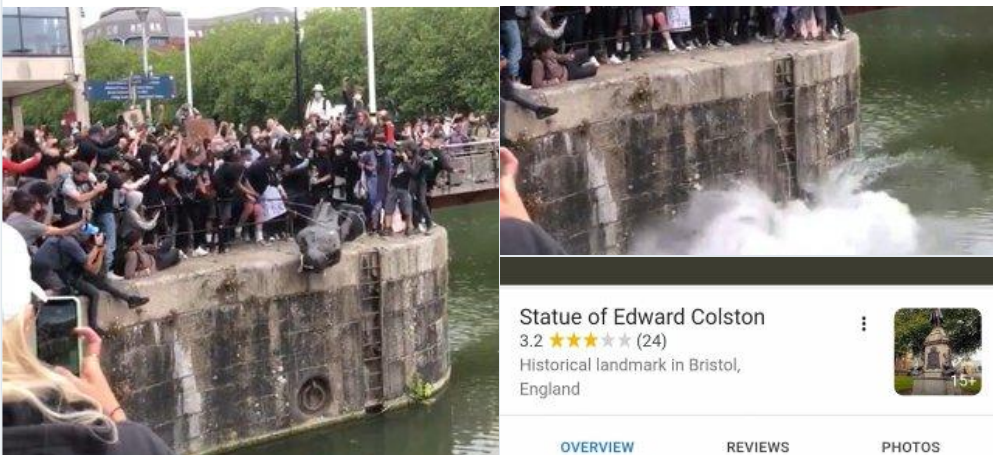 Statue of Edward Colston
3.2 (24)
Historical landmark in Bristol,
England
15+
OVERVIEW REVIEWS PHOTOS